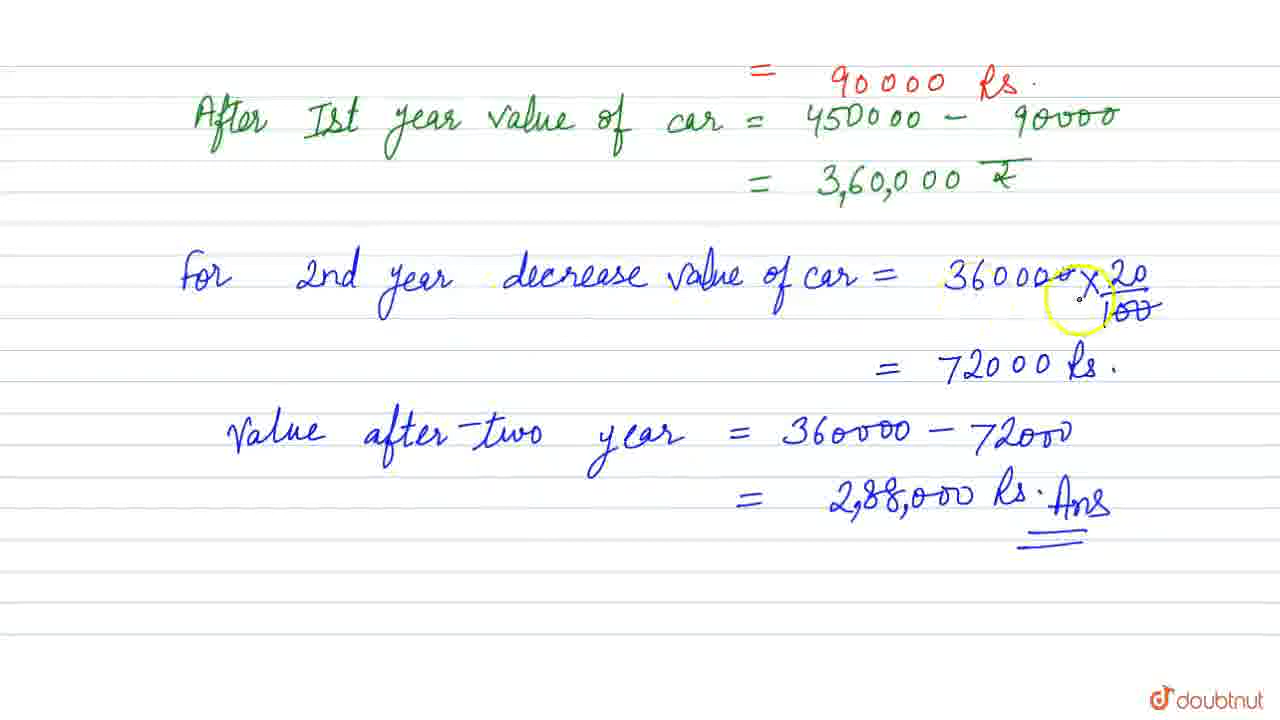 = 90000 Rs.
After Ist year value of car = 450000 - 90000
= 3,60,000 ₹
For 2nd year decrease value of car = 360000 × 20/100
= 72000 Rs.
Value after two year = 360000 - 72000
= 2,88,000 Rs. Ans
doubtnut